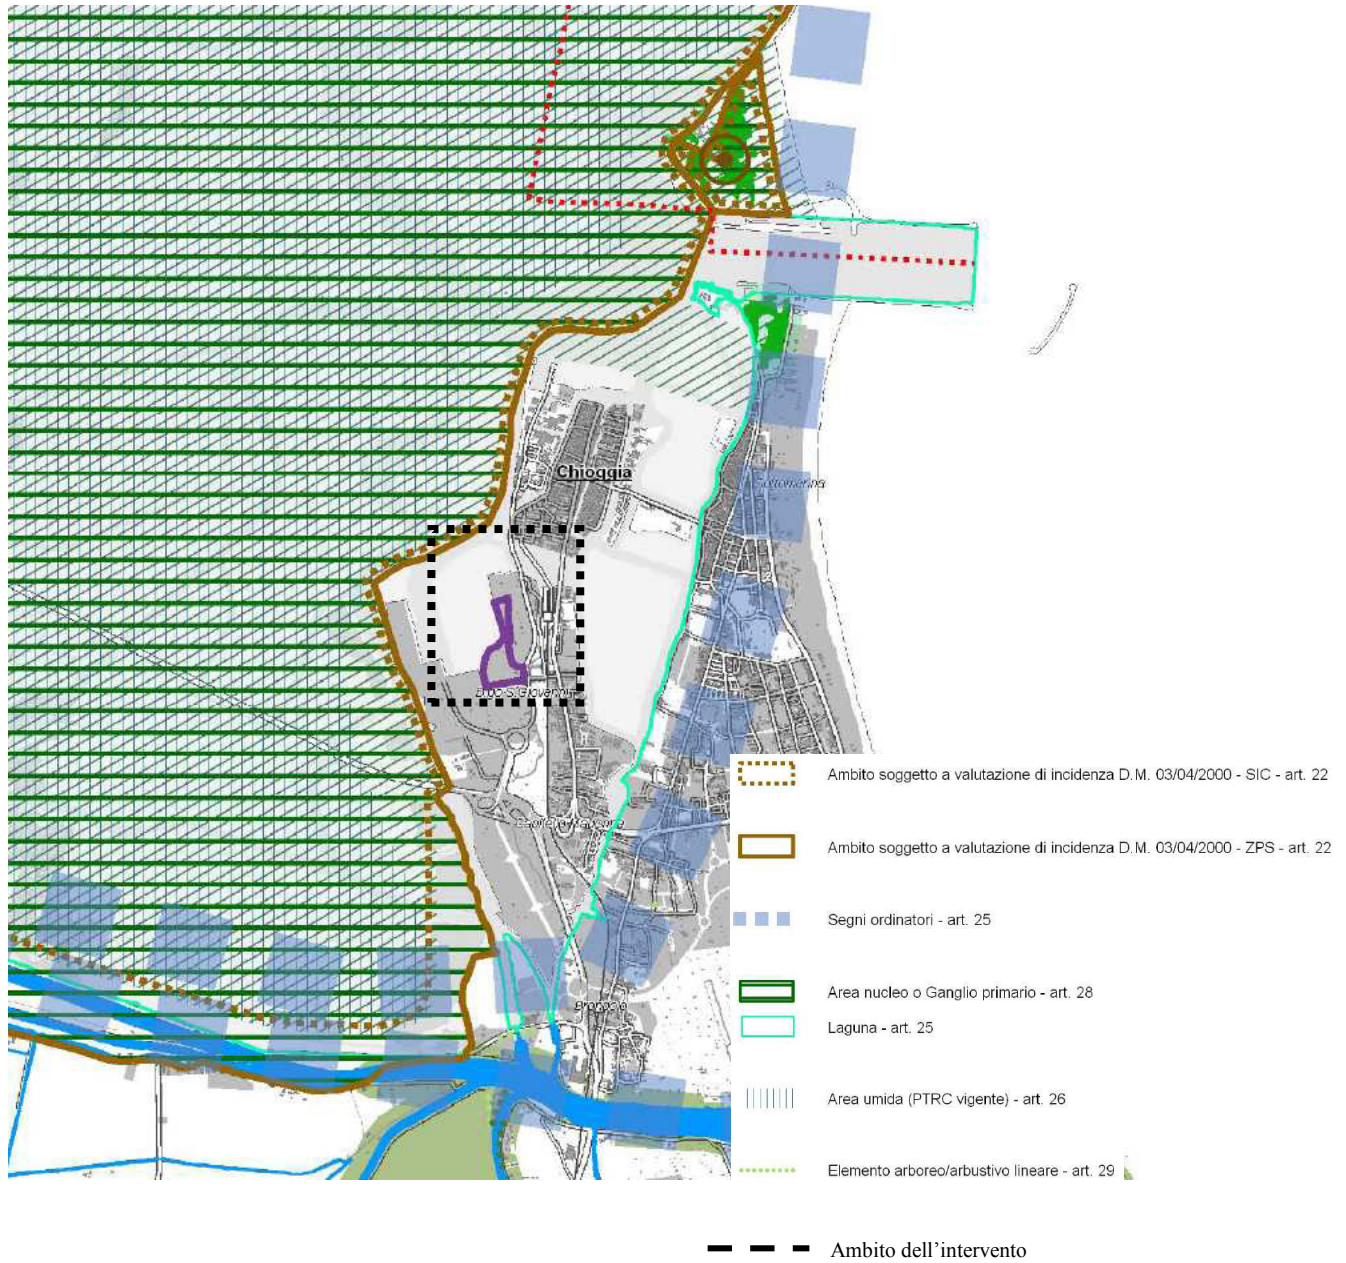 Chioggia
Sottomarina
Brondolo
Ambito soggetto a valutazione di incidenza D.M. 03/04/2000 - SIC - art. 22
Ambito soggetto a valutazione di incidenza D.M. 03/04/2000 - ZPS - art. 22
Segni ordinatori - art. 25
Area nucleo o Ganglio primario - art. 28
Laguna - art. 25
Area umida (PTRC vigente) - art. 26
Elemento arboreo/arbustivo lineare - art. 29
Ambito dell’intervento